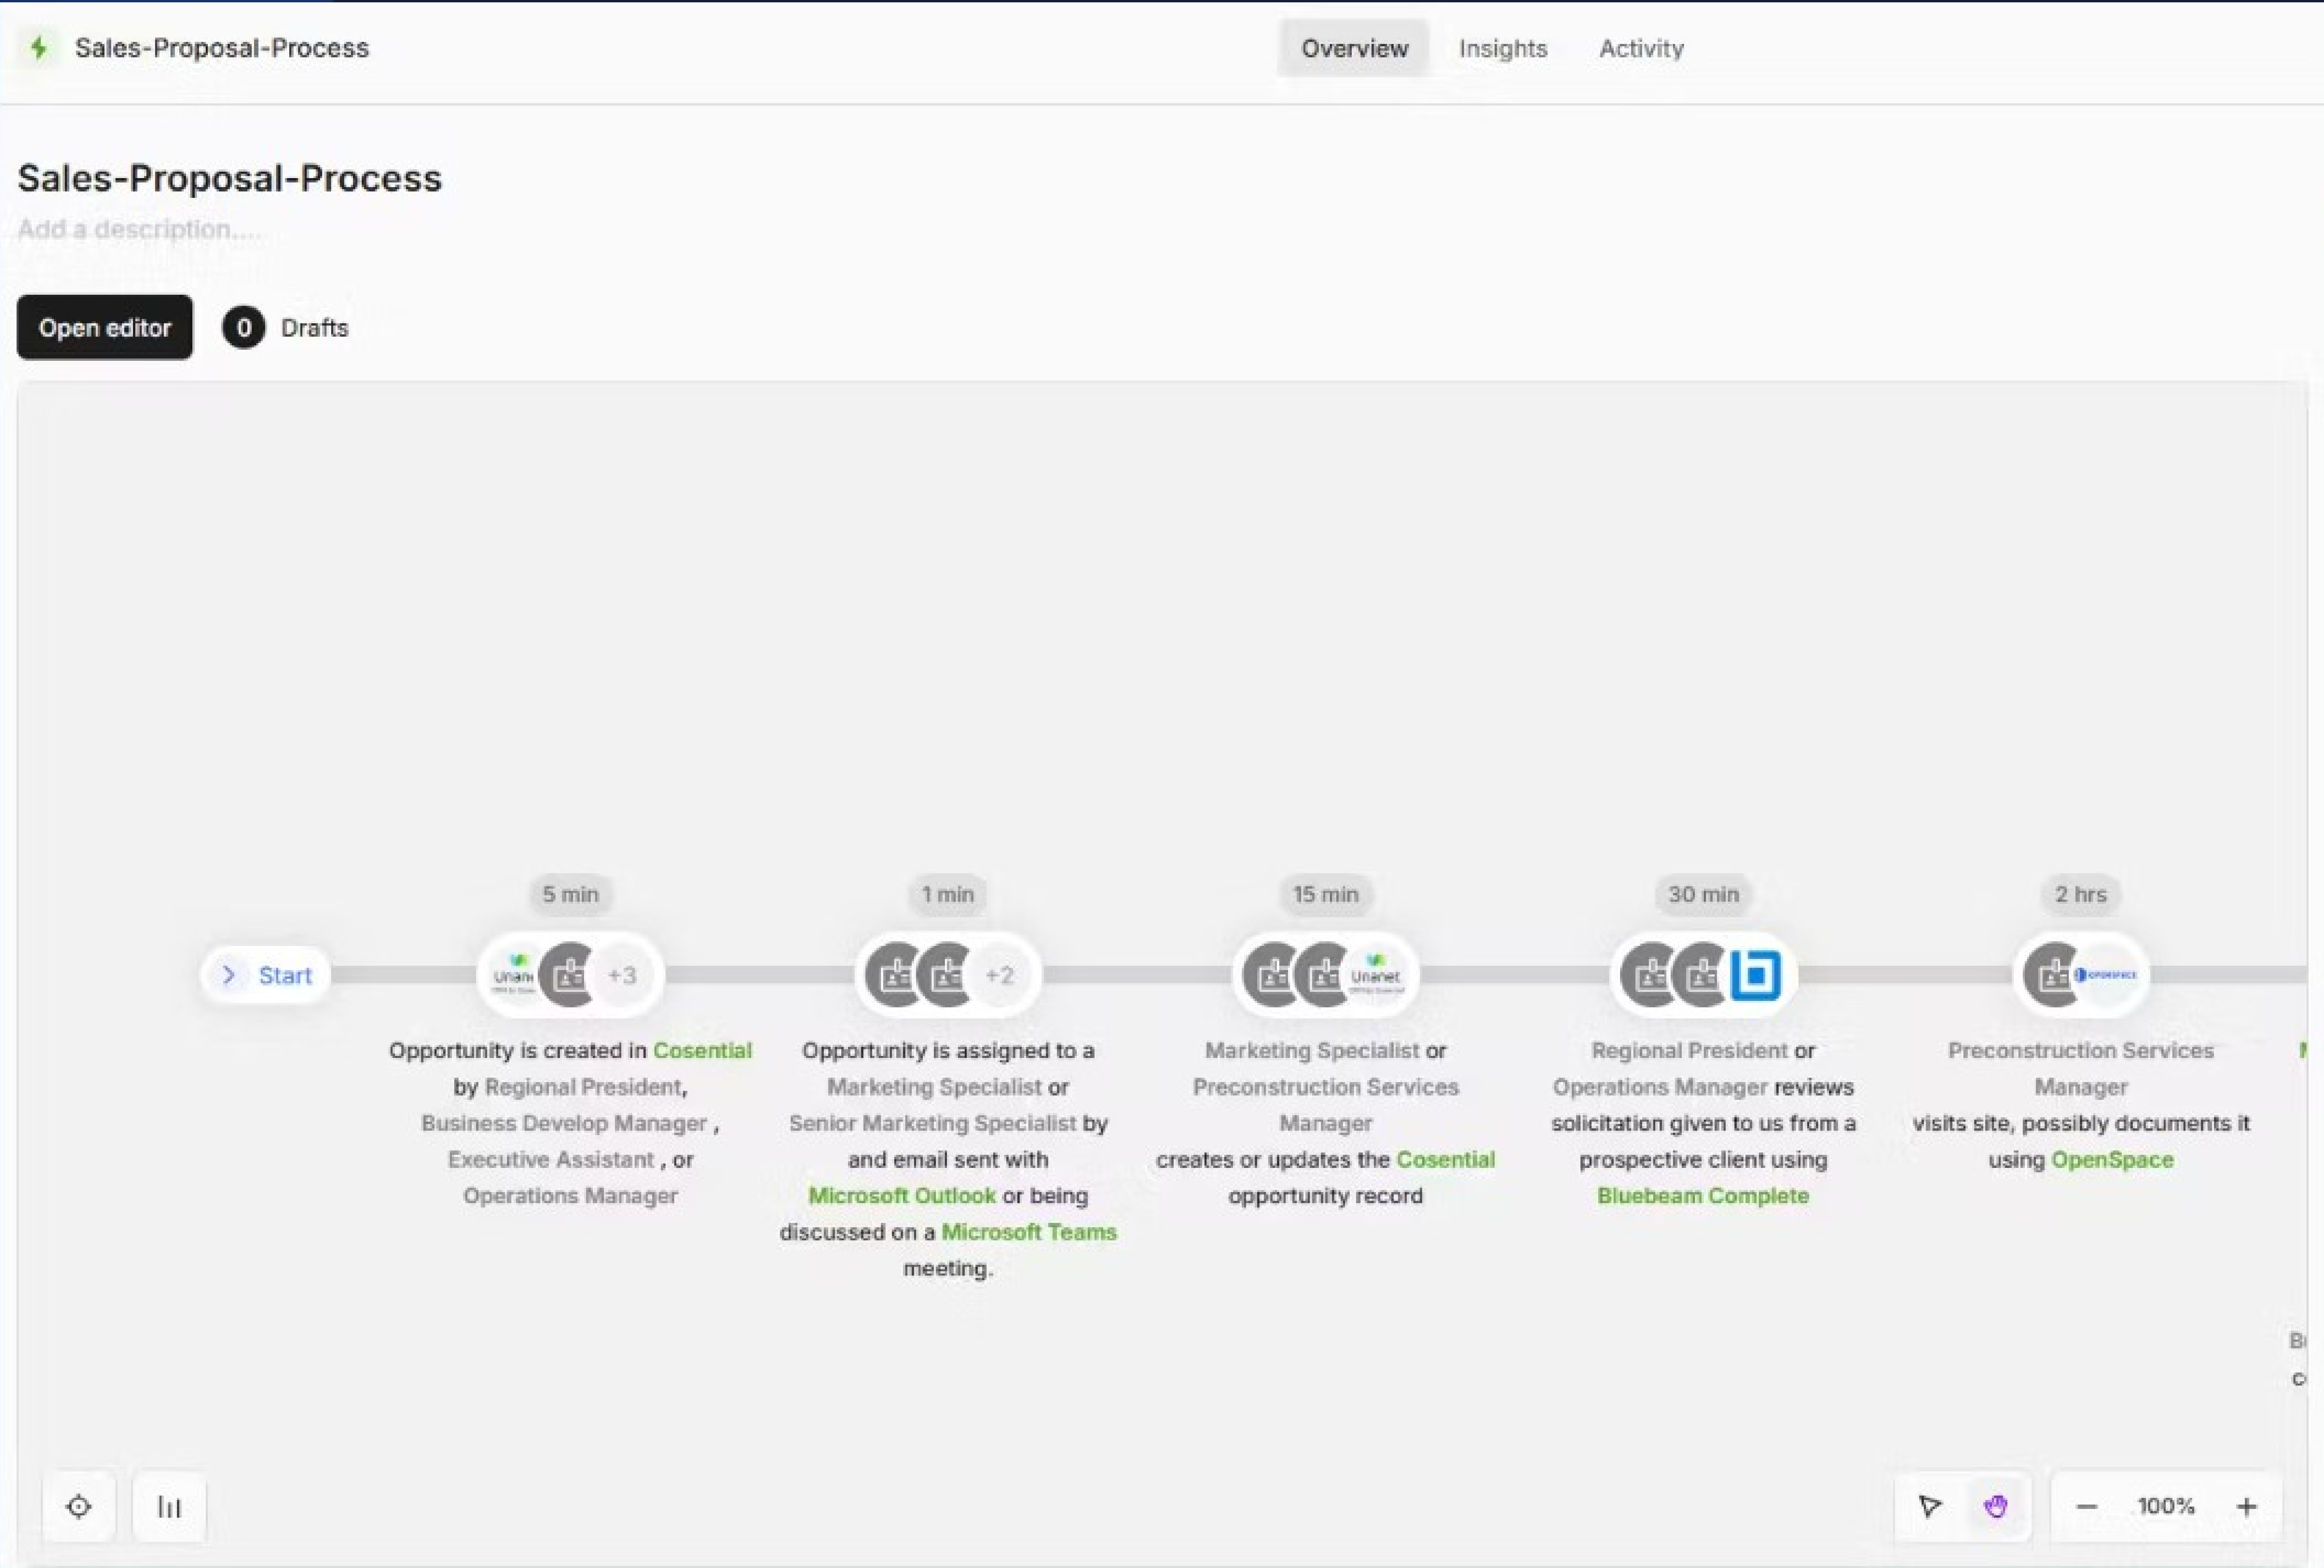 Sales-Proposal-Process
Overview
Insights
Activity
Sales-Proposal-Process
Add a description....
Open editor
0
Drafts
5 min
1 min
15 min
30 min
2 hrs
Start
Unan
+3
+2
Unanet
OPENSPACE
Opportunity is created in Cosential
by Regional President,
Business Develop Manager ,
Executive Assistant , or
Operations Manager
Opportunity is assigned to a
Marketing Specialist or
Senior Marketing Specialist by
and email sent with
Microsoft Outlook or being
discussed on a Microsoft Teams
meeting.
Marketing Specialist or
Preconstruction Services
Manager
creates or updates the Cosential
opportunity record
Regional President or
Operations Manager reviews
solicitation given to us from a
prospective client using
Bluebeam Complete
Preconstruction Services
Manager
visits site, possibly documents it
using OpenSpace
100%